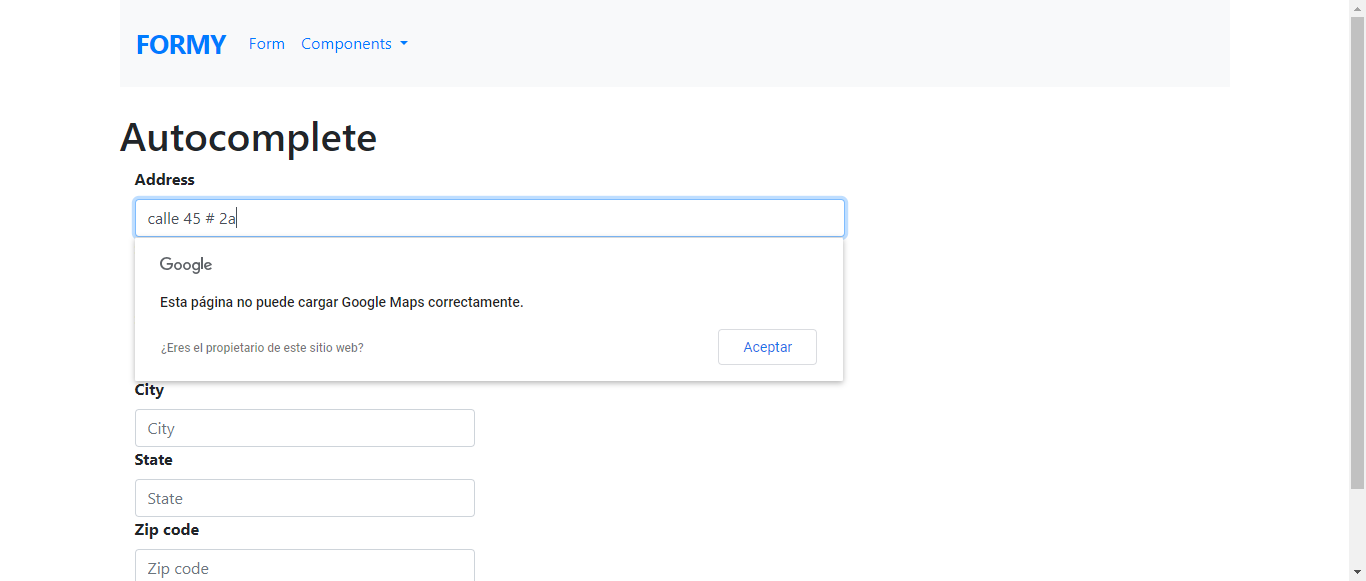 FORMY Form Components
Autocomplete
Address
calle 45 # 2a
Google
Esta página no puede cargar Google Maps correctamente.
¿Eres el propietario de este sitio web? Aceptar
City
City
State
State
Zip code
Zip code